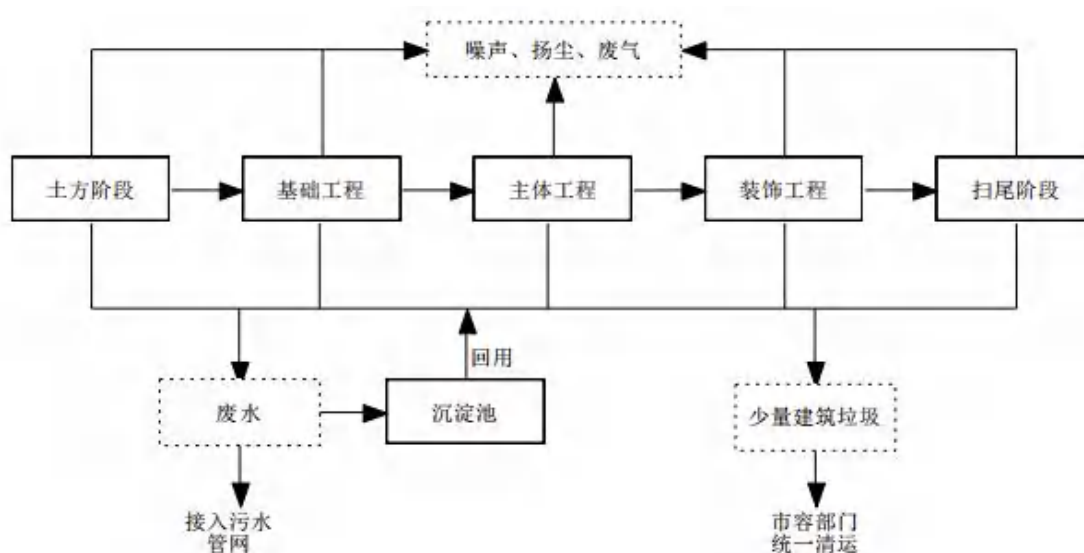 噪声、扬尘、废气
土方阶段
基础工程
主体工程
装饰工程
扫尾阶段
回用
废水
沉淀池
少量建筑垃圾
接入污水
管网
市容部门
统一清运